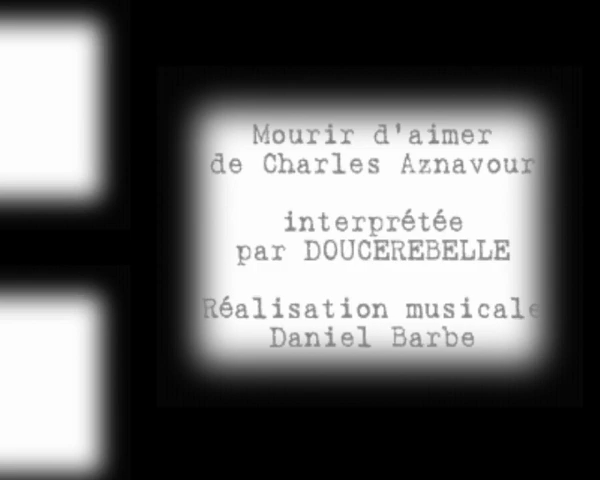 Mourir d'aimer
de Charles Aznavour
interprétée
par DOUCEREBELLE
Réalisation musicale
Daniel Barbe